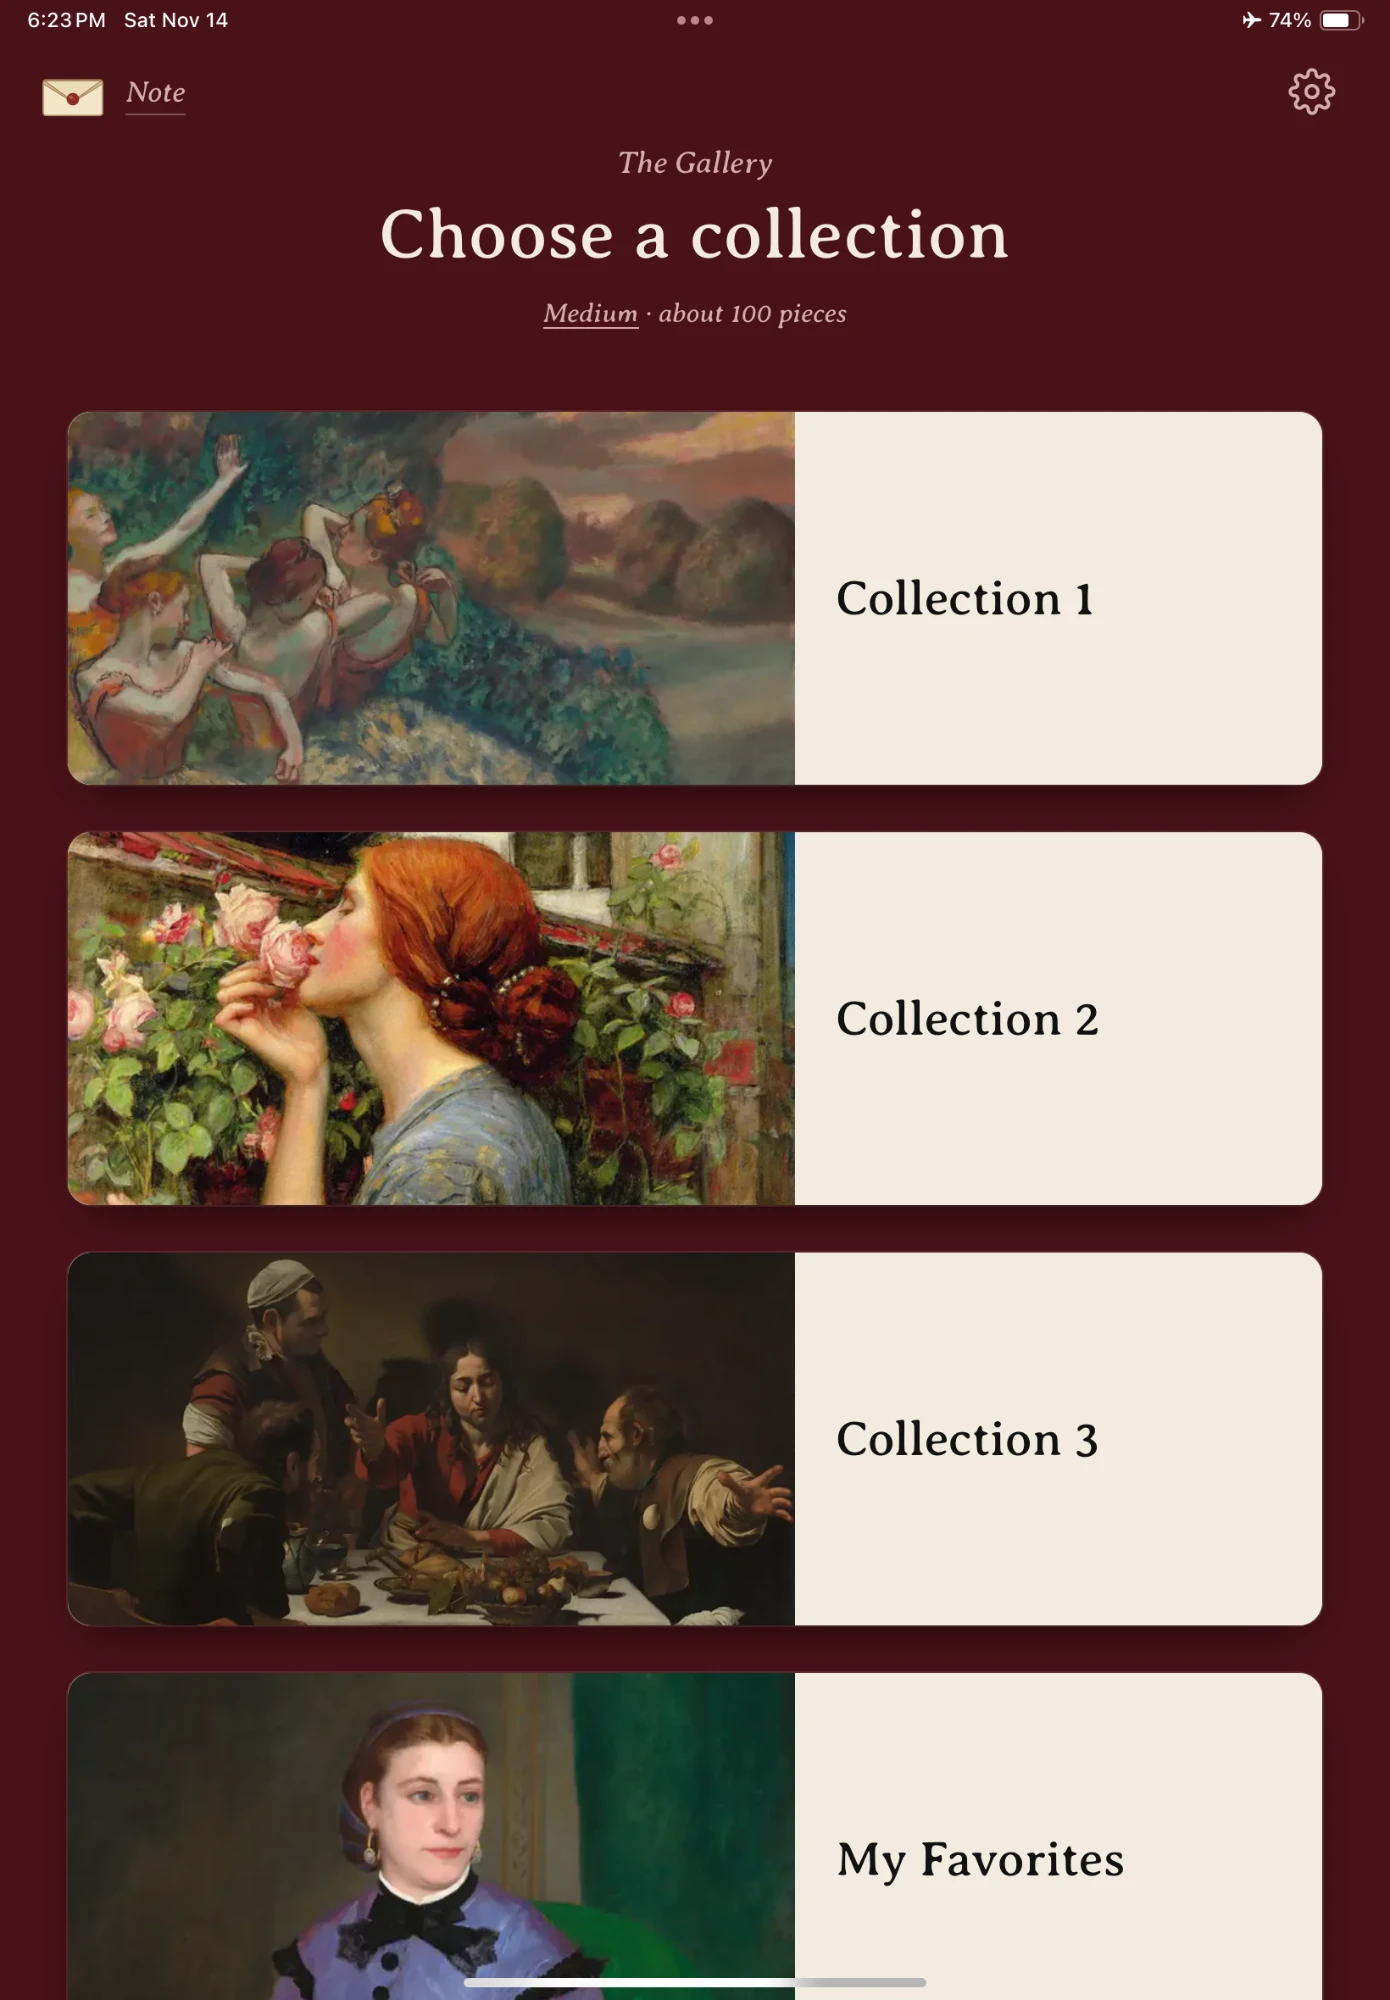 6:23 PM Sat Nov 14
74%
Note
The Gallery
Choose a collection
Medium · about 100 pieces
Collection 1
Collection 2
Collection 3
My Favorites